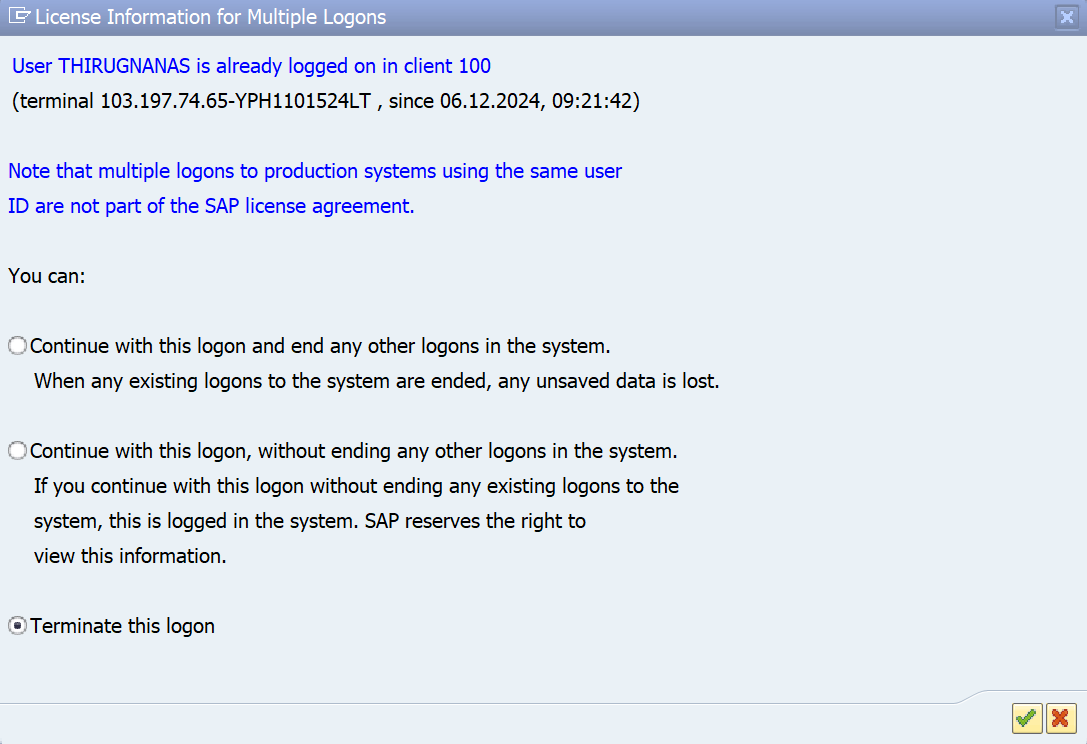 License Information for Multiple Logons
User THIRUGNANAS is already logged on in client 100
(terminal 103.197.74.65-YPH1101524LT , since 06.12.2024, 09:21:42)
Note that multiple logons to production systems using the same user
ID are not part of the SAP license agreement.
You can:
Continue with this logon and end any other logons in the system.
When any existing logons to the system are ended, any unsaved data is lost.
Continue with this logon, without ending any other logons in the system.
If you continue with this logon without ending any existing logons to the
system, this is logged in the system. SAP reserves the right to
view this information.
Terminate this logon